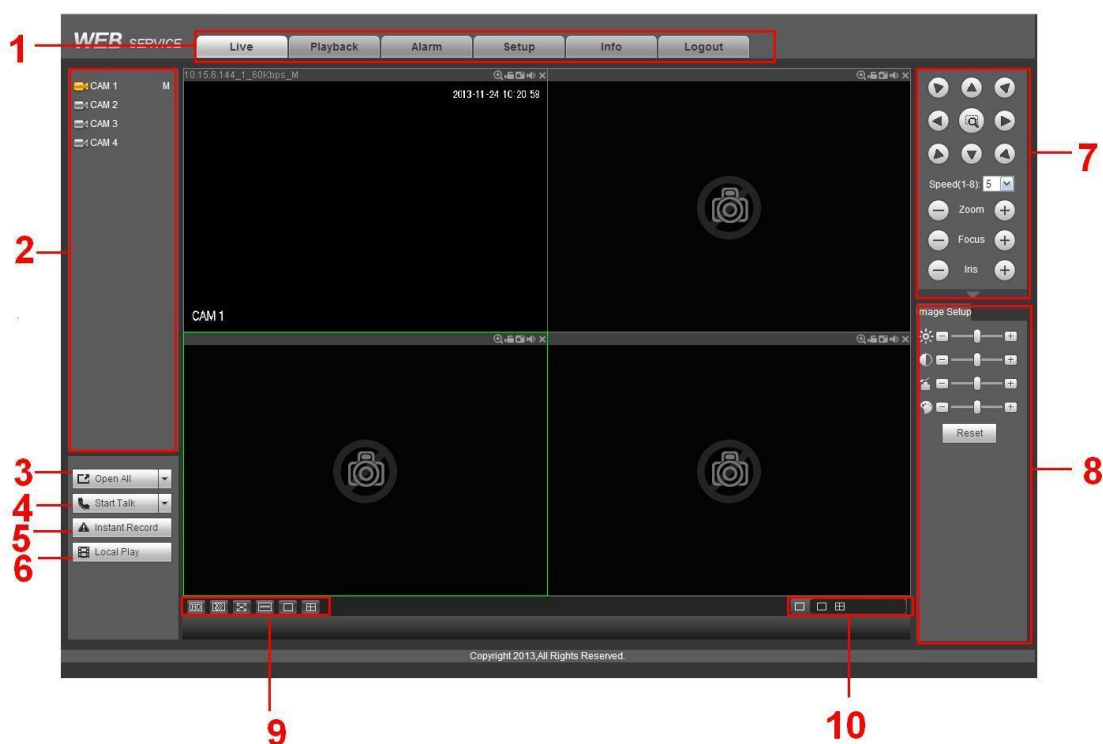 WEB SERVICE
1
Live
Playback
Alarm
Setup
Info
Logout
10.15.6.144_1_60Kbps_M
2013-11-24 10:20:58
CAM 1 M
CAM 2
CAM 3
CAM 4
2
CAM 1
7
Speed(1-8): 5
Zoom
Focus
Iris
mage Setup
Reset
8
3
Open All
4
Start Talk
5
Instant Record
6
Local Play
Copyright 2013,All Rights Reserved.
9
10